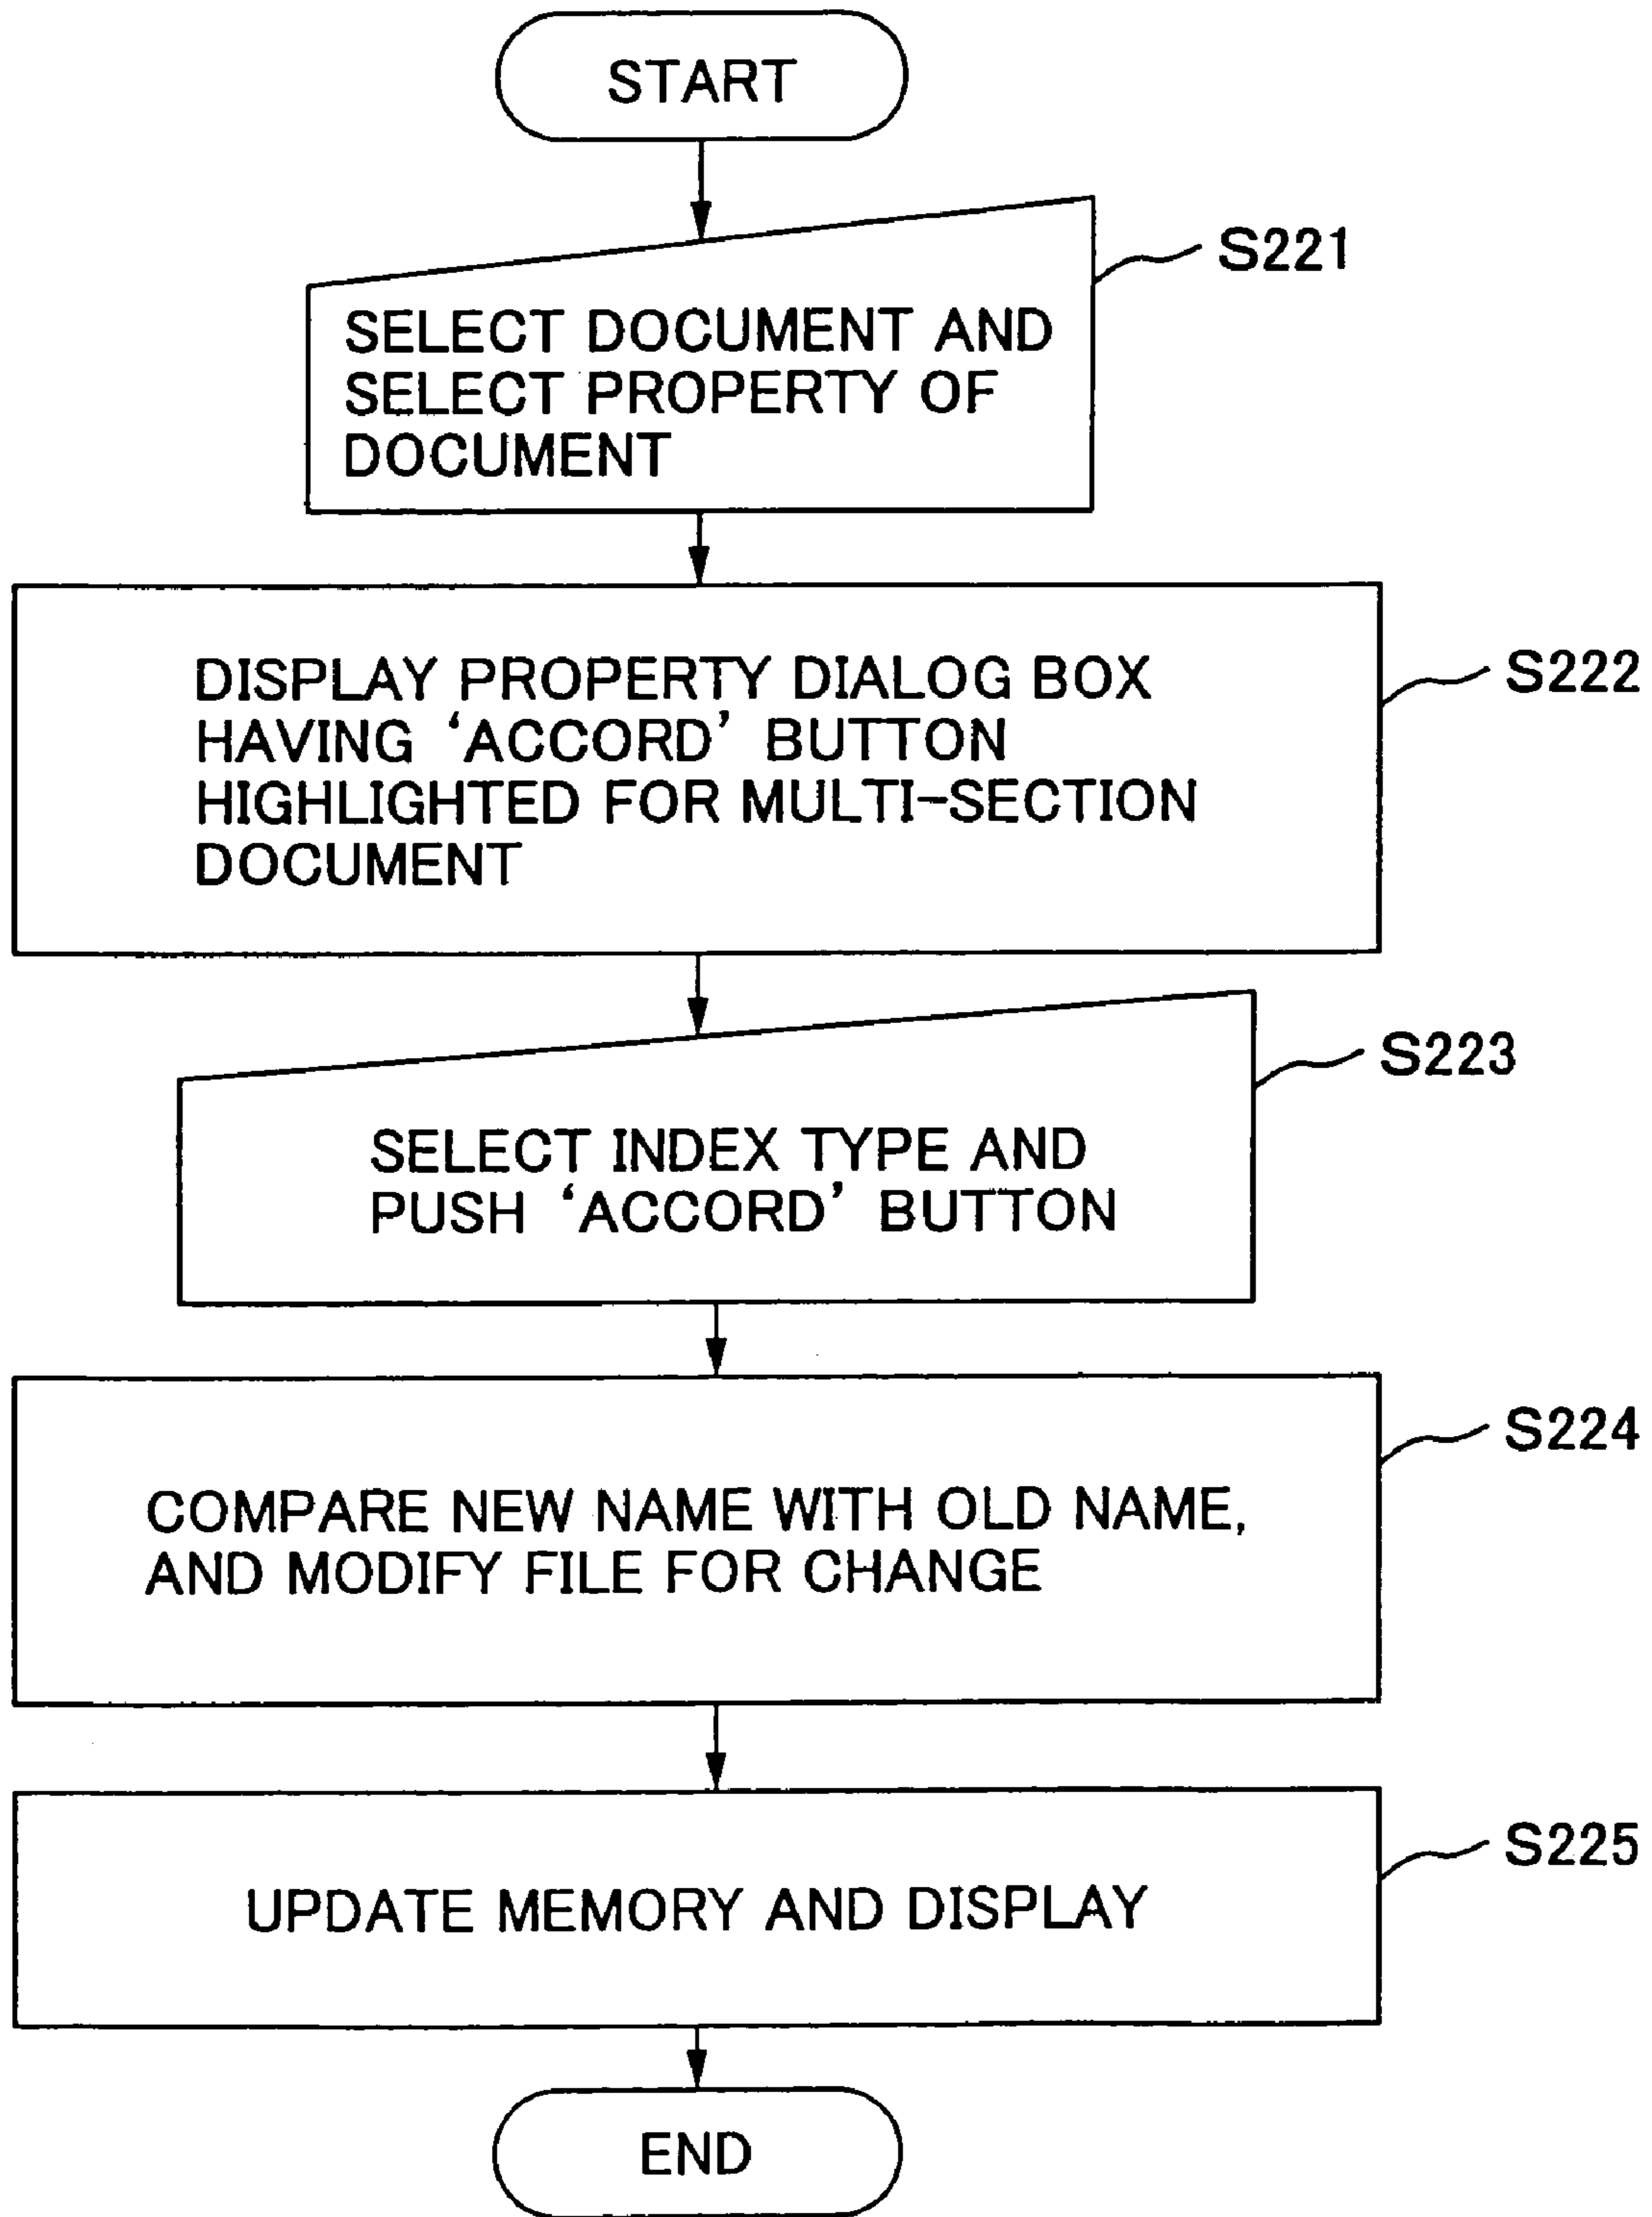 START
S221
SELECT DOCUMENT AND
SELECT PROPERTY OF
DOCUMENT
S222
DISPLAY PROPERTY DIALOG BOX
HAVING ‘ACCORD’ BUTTON
HIGHLIGHTED FOR MULTI-SECTION
DOCUMENT
S223
SELECT INDEX TYPE AND
PUSH ‘ACCORD’ BUTTON
S224
COMPARE NEW NAME WITH OLD NAME,
AND MODIFY FILE FOR CHANGE
S225
UPDATE MEMORY AND DISPLAY
END